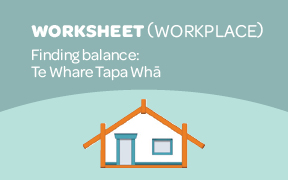 WORKSHEET (WORKPLACE)
Finding balance:
Te Whare Tapa Whā